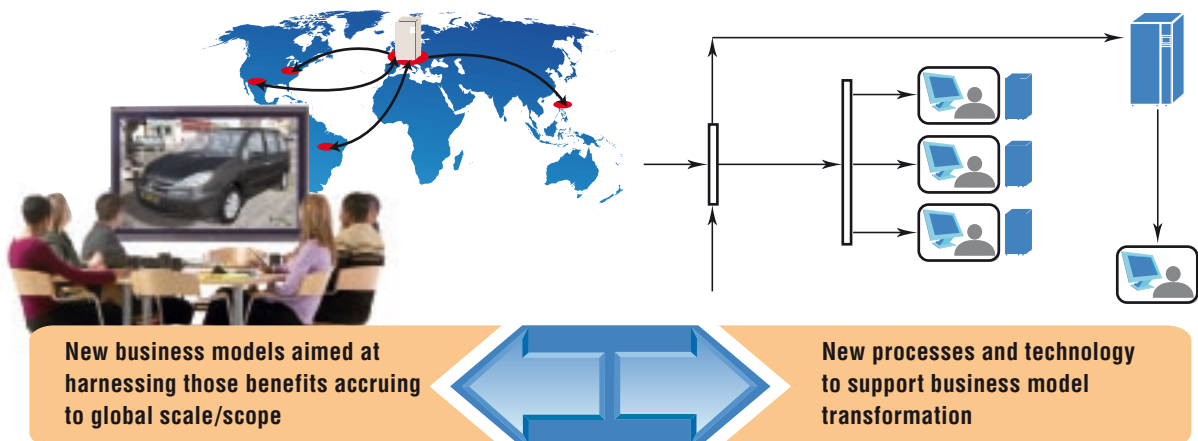 New business models aimed at
harnessing those benefits accruing
to global scale/scope
New processes and technology
to support business model
transformation